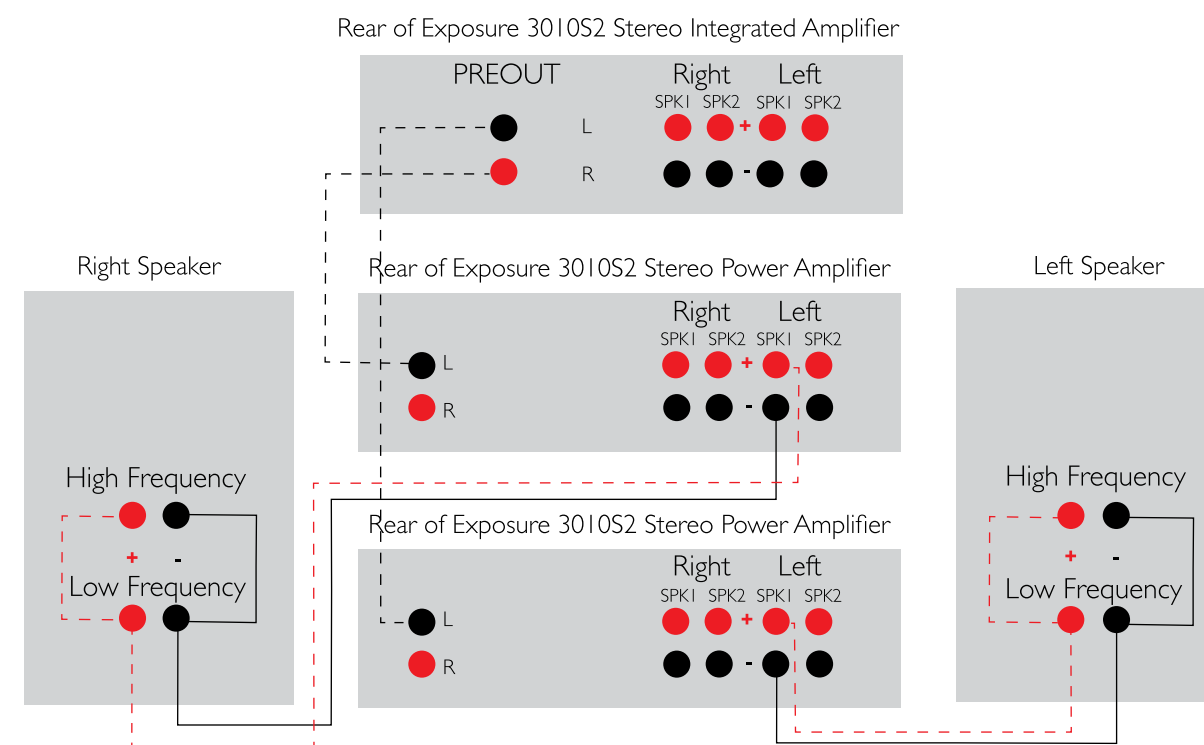 Rear of Exposure 3010S2 Stereo Integrated Amplifier
PREOUT
Right Left
SPK1 SPK2 SPK1 SPK2
L +
R -
Right Speaker
Rear of Exposure 3010S2 Stereo Power Amplifier
Left Speaker
Right Left
SPK1 SPK2 SPK1 SPK2
L +
R -
High Frequency
+ -
Low Frequency
High Frequency
+ -
Low Frequency
Rear of Exposure 3010S2 Stereo Power Amplifier
Right Left
SPK1 SPK2 SPK1 SPK2
L +
R -